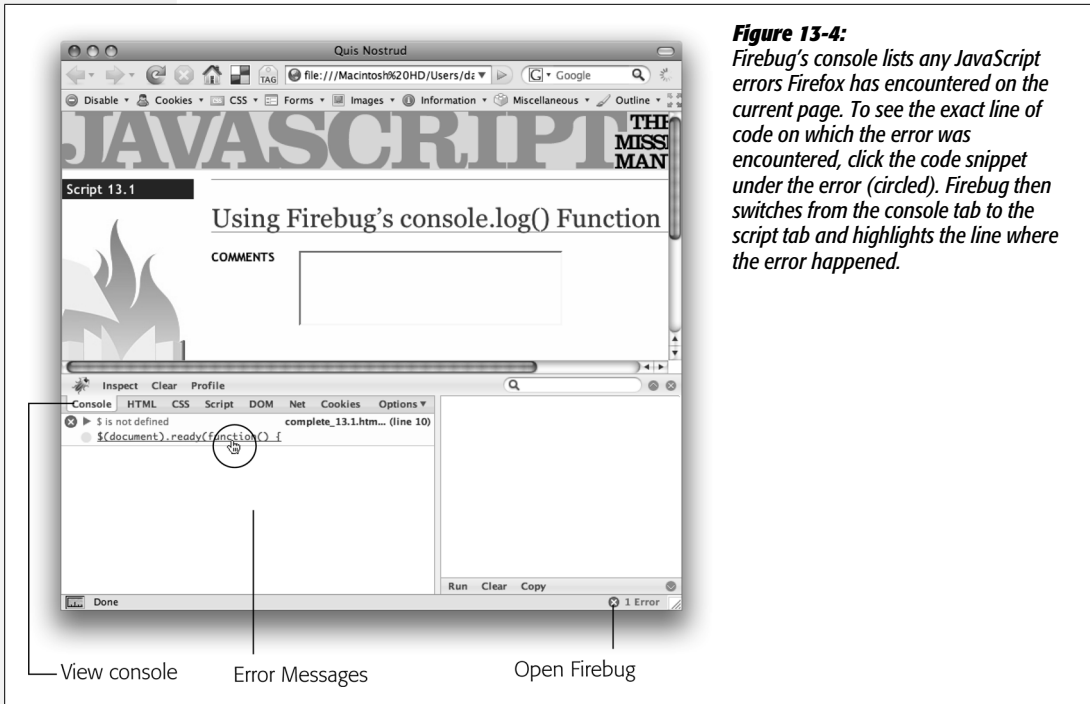 Quis Nostrud
TAG
file:///Macintosh%20HD/Users/da
G Google
Disable Cookies CSS Forms Images Information Miscellaneous Outline
JAVASCRIPT
THE
MISSI
MAN
Script 13.1
Using Firebug's console.log() Function
COMMENTS
Inspect Clear Profile
Console HTML CSS Script DOM Net Cookies Options
$ is not defined complete_13.1.htm... (line 10)
$(document).ready(function() {
Run Clear Copy
Done
1 Error
View console
Error Messages
Open Firebug
Figure 13-4:
Firebug's console lists any JavaScript
errors Firefox has encountered on the
current page. To see the exact line of
code on which the error was
encountered, click the code snippet
under the error (circled). Firebug then
switches from the console tab to the
script tab and highlights the line where
the error happened.